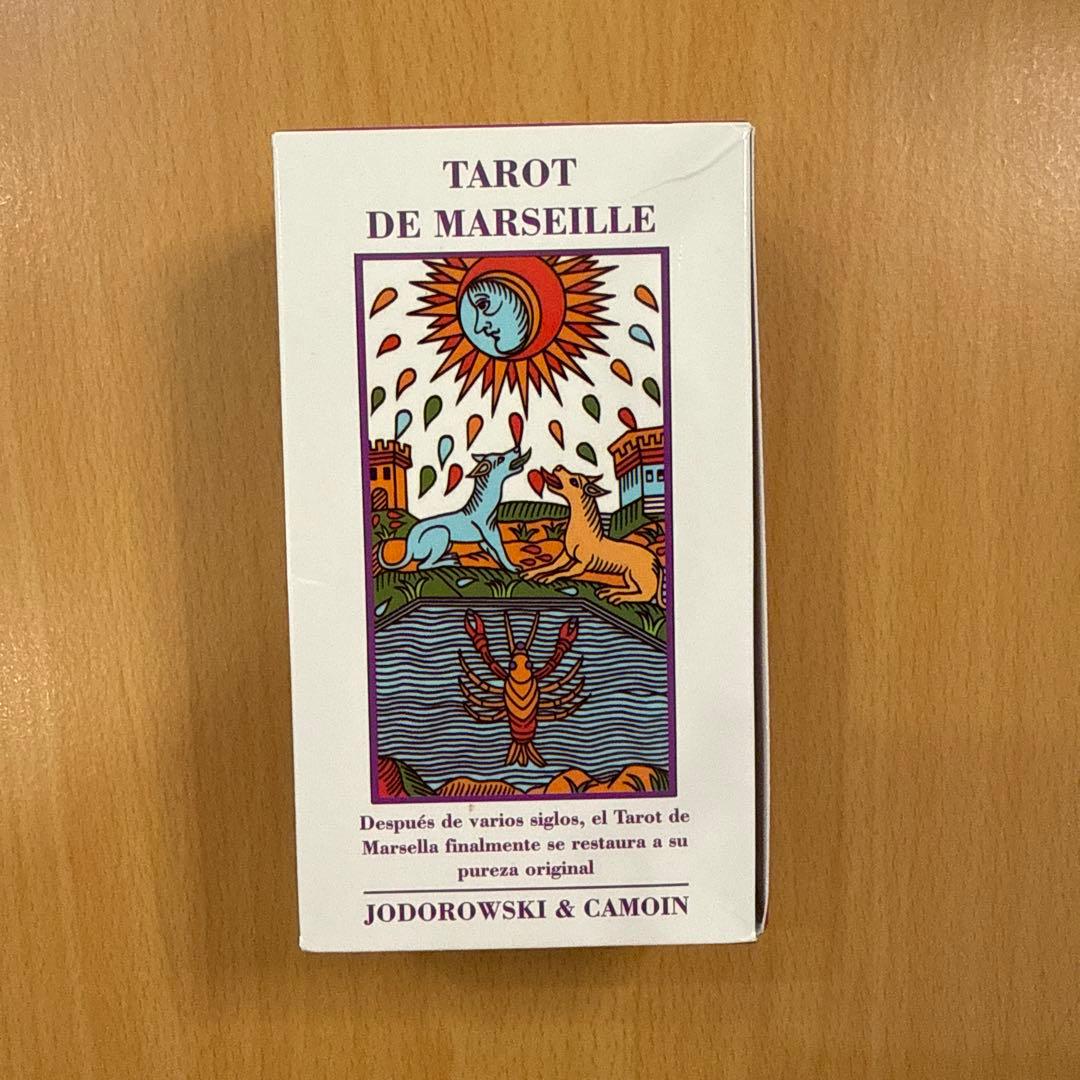 TAROT
DE MARSEILLE
Después de varios siglos, el Tarot de
Marsella finalmente se restaura a su
pureza original
JODOROWSKI & CAMOIN